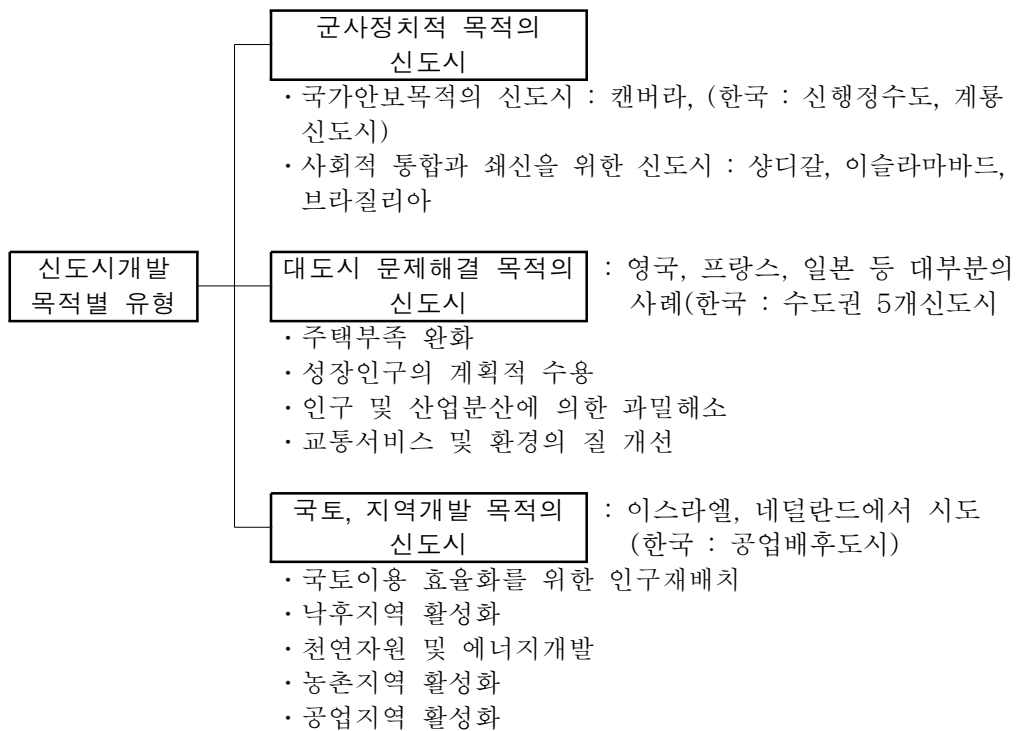 군사정치적 목적의
신도시
· 국가안보목적의 신도시 : 캔버라, (한국 : 신행정수도, 계룡
신도시)
· 사회적 통합과 쇄신을 위한 신도시 : 샹디갈, 이슬라마바드,
브라질리아
신도시개발
목적별 유형
대도시 문제해결 목적의
신도시
: 영국, 프랑스, 일본 등 대부분의
사례(한국 : 수도권 5개신도시
· 주택부족 완화
· 성장인구의 계획적 수용
· 인구 및 산업분산에 의한 과밀해소
· 교통서비스 및 환경의 질 개선
국토, 지역개발 목적의
신도시
: 이스라엘, 네덜란드에서 시도
(한국 : 공업배후도시)
· 국토이용 효율화를 위한 인구재배치
· 낙후지역 활성화
· 천연자원 및 에너지개발
· 농촌지역 활성화
· 공업지역 활성화